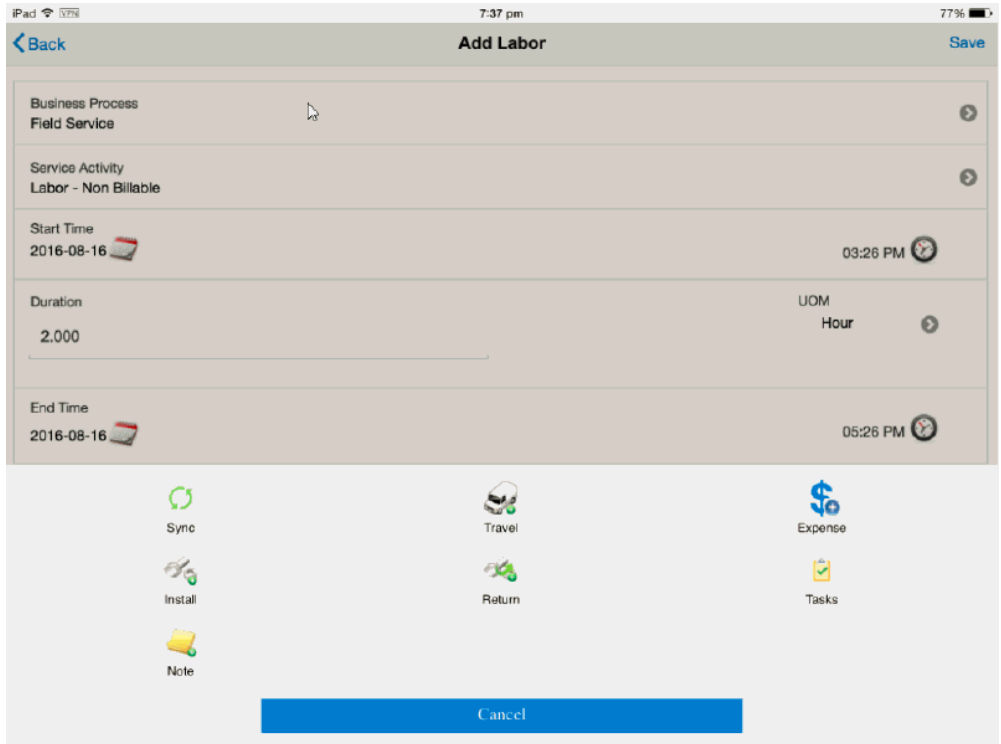 iPad VPN 7:37 pm 77%
Back Add Labor Save
Business Process
Field Service
Service Activity
Labor - Non Billable
Start Time
2016-08-16 03:26 PM
Duration UOM
2.000 Hour
End Time
2016-08-16 05:26 PM
Sync Travel Expense
Install Return Tasks
Note
Cancel